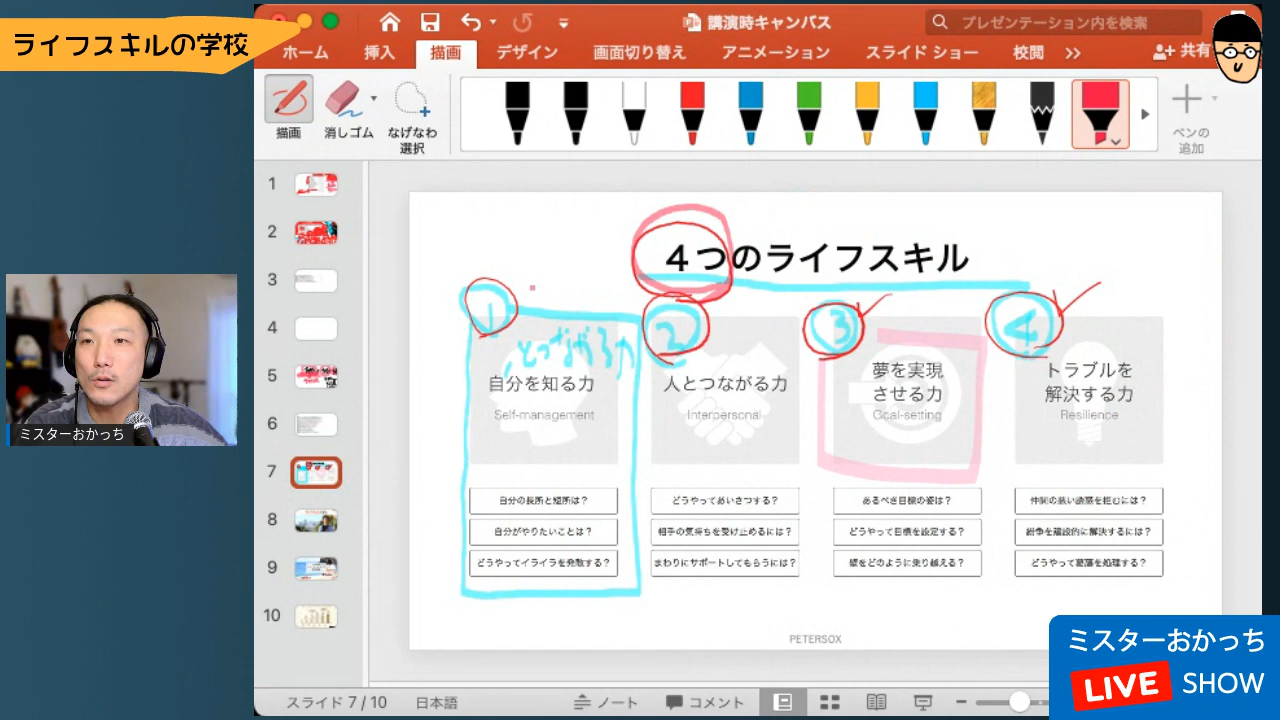 ライフスキルの学校
講演時キャンバス
プレゼンテーション内を検索
ホーム
挿入
描画
デザイン
画面切り替え
アニメーション
スライド ショー
校閲
共有
描画
消しゴム
なげなわ
選択
ペンの
追加
1
2
3
4
5
6
7
8
9
10
4つのライフスキル
1
2
3
4
とつながる力
自分を知る力
Self-management
人とつながる力
Interpersonal
夢を実現
させる力
Goal-setting
トラブルを
解決する力
Resilience
自分の長所と短所は?
どうやってあいさつする?
あるべき目標の姿は?
仲間の悪い誘惑を拒むには?
自分がやりたいことは?
相手の気持ちを受け止めるには?
どうやって目標を設定する?
紛争を建設的に解決するには?
どうやってイライラを発散する?
まわりにサポートしてもらうには?
壁をどのように乗り越える?
どうやって葛藤を処理する?
PETERSOX
ミスターおかっち
スライド 7 / 10
日本語
ノート
コメント
ミスターおかっち
LIVE SHOW